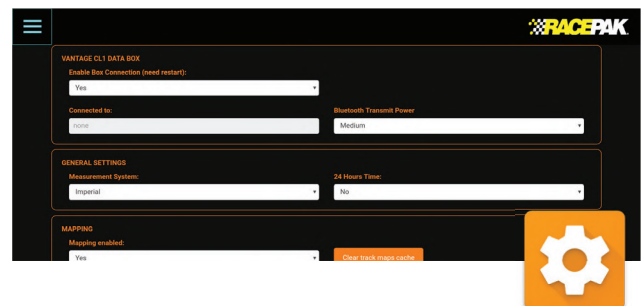 RACEPAK
VANTAGE CL1 DATA BOX
Enable Box Connection (need restart):
Yes
Connected to: Bluetooth Transmit Power
none Medium
GENERAL SETTINGS
Measurement System: 24 Hours Time:
Imperial No
MAPPING
Mapping enabled:
Yes Clear track maps cache